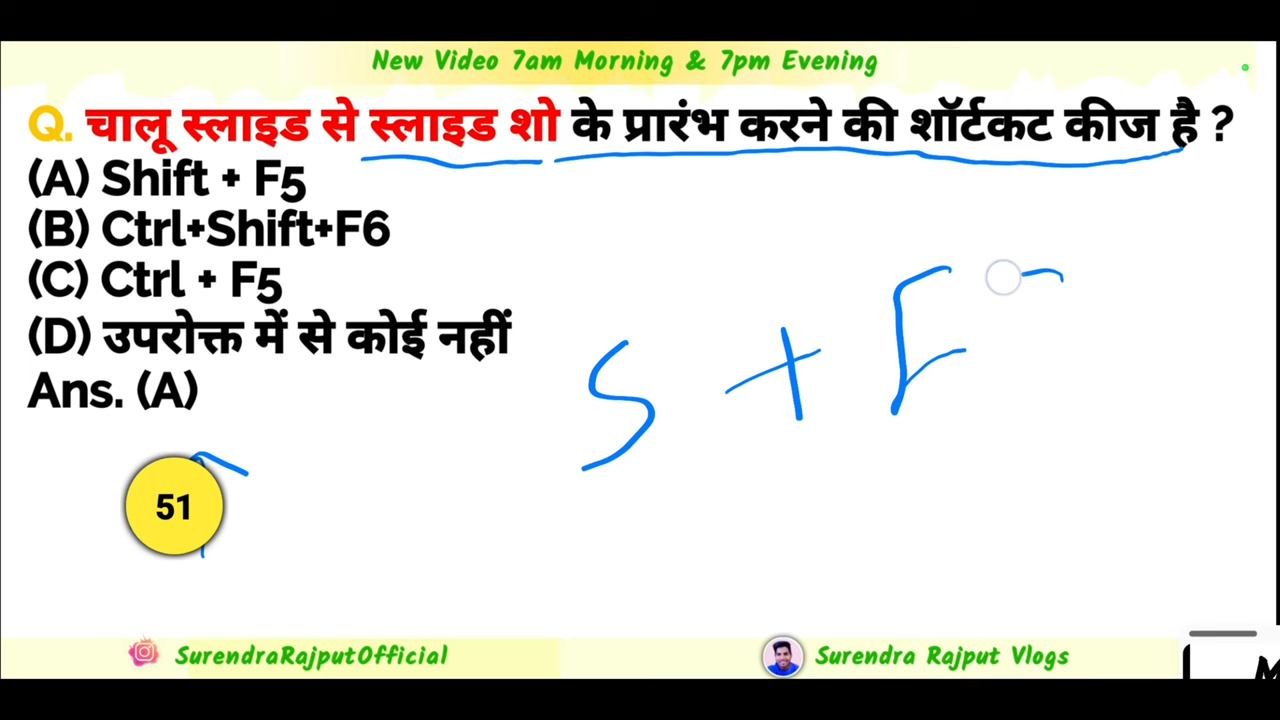 New Video 7am Morning & 7pm Evening
Q. चालू स्लाइड से स्लाइड शो के प्रारंभ करने की शॉर्टकट कीज है ?
(A) Shift + F5
(B) Ctrl+Shift+F6
(C) Ctrl + F5
(D) उपरोक्त में से कोई नहीं
Ans. (A)
S + F
51
SurendraRajputOfficial
Surendra Rajput Vlogs